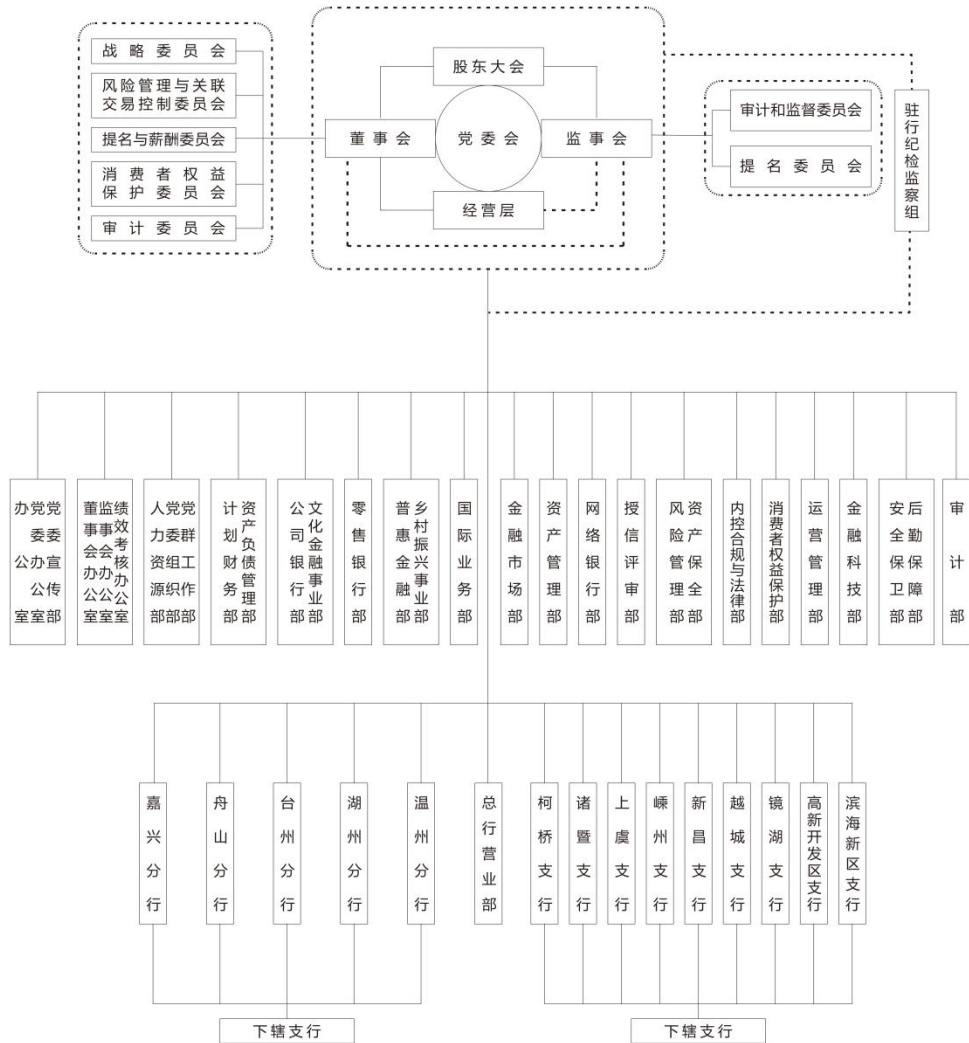 战略委员会
风险管理与关联
交易控制委员会
提名与薪酬委员会
消费者权益
保护委员会
审计委员会
股东大会
董事会
党委会
监事会
经营层
审计和监督委员会
提名委员会
驻行纪检监察组
办公室
党委办公室
党委宣传部
董事会办公室
监事会办公室
绩效考核办公室
人力资源部
党委组织部
党群工作部
计划财务部
资产负债管理部
公司银行部
文化金融事业部
零售银行部
普惠金融部
乡村振兴事业部
国际业务部
金融市场部
资产管理部
网络银行部
授信评审部
风险管理部
资产保全部
内控合规与法律部
消费者权益保护部
运营管理部
金融科技部
安全保卫部
后勤保障部
审计部
嘉兴分行
舟山分行
台州分行
湖州分行
温州分行
总行营业部
柯桥支行
诸暨支行
上虞支行
嵊州支行
新昌支行
越城支行
镜湖支行
高新开发区支行
滨海新区支行
下辖支行
下辖支行